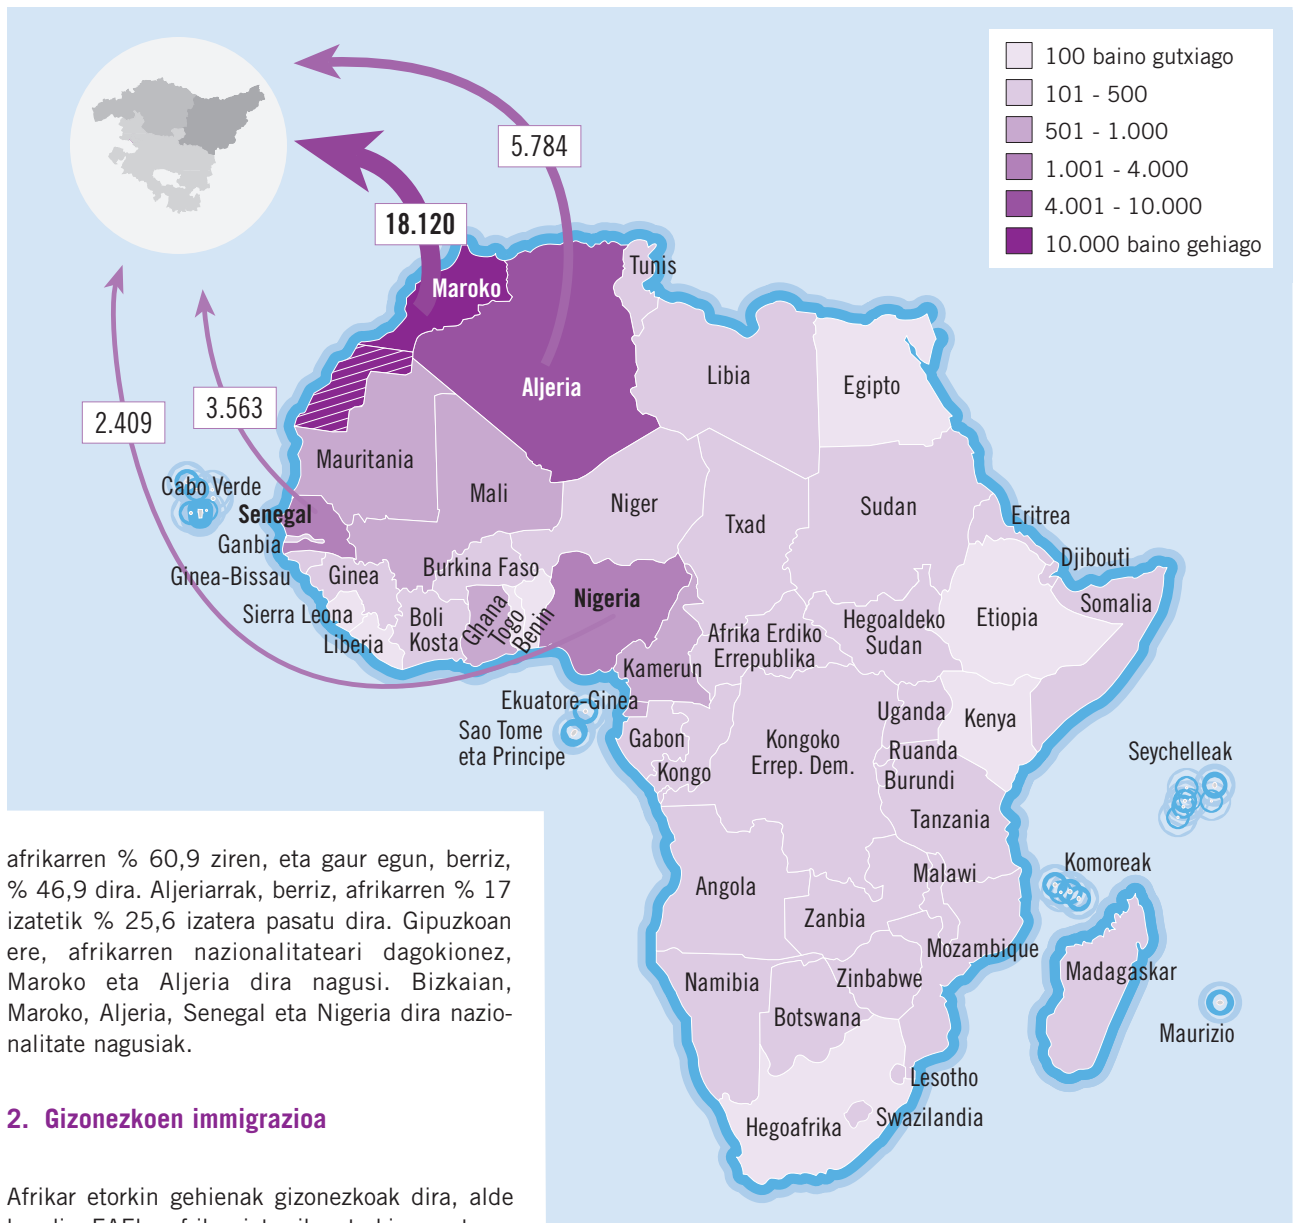 100 baino gutxiago
101 - 500
501 - 1.000
1.001 - 4.000
4.001 - 10.000
10.000 baino gehiago
5.784
18.120
3.563
2.409
Tunis
Maroko
Aljeria
Libia
Egipto
Mauritania
Mali
Niger
Txad
Sudan
Eritrea
Djibouti
Cabo Verde
Senegal
Ganbia
Ginea-Bissau
Ginea
Burkina Faso
Nigeria
Sierra Leona
Liberia
Boli
Kosta
Ghana
Togo
Benin
Kamerun
Afrika Erdiko
Errepublika
Hegoaldeko
Sudan
Etiopia
Somalia
Ekuatore-Ginea
Sao Tome
eta Principe
Gabon
Kongo
Kongoko
Errep. Dem.
Uganda
Kenya
Ruanda
Burundi
Tanzania
Seychelleak
Komoreak
Angola
Zanbia
Malawi
Mozambique
Madagaskar
Maurizio
Namibia
Zinbabwe
Botswana
Lesotho
Swazilandia
Hegoafrika
afrikarren % 60,9 ziren, eta gaur egun, berriz,
% 46,9 dira. Aljeriarrak, berriz, afrikarren % 17
izatetik % 25,6 izatera pasatu dira. Gipuzkoan
ere, afrikarren nazionalitateari dagokionez,
Maroko eta Aljeria dira nagusi. Bizkaian,
Maroko, Aljeria, Senegal eta Nigeria dira nazio-
nalitate nagusiak.
2. Gizonezkoen immigrazioa
Afrikar etorkin gehienak gizonezkoak dira, alde